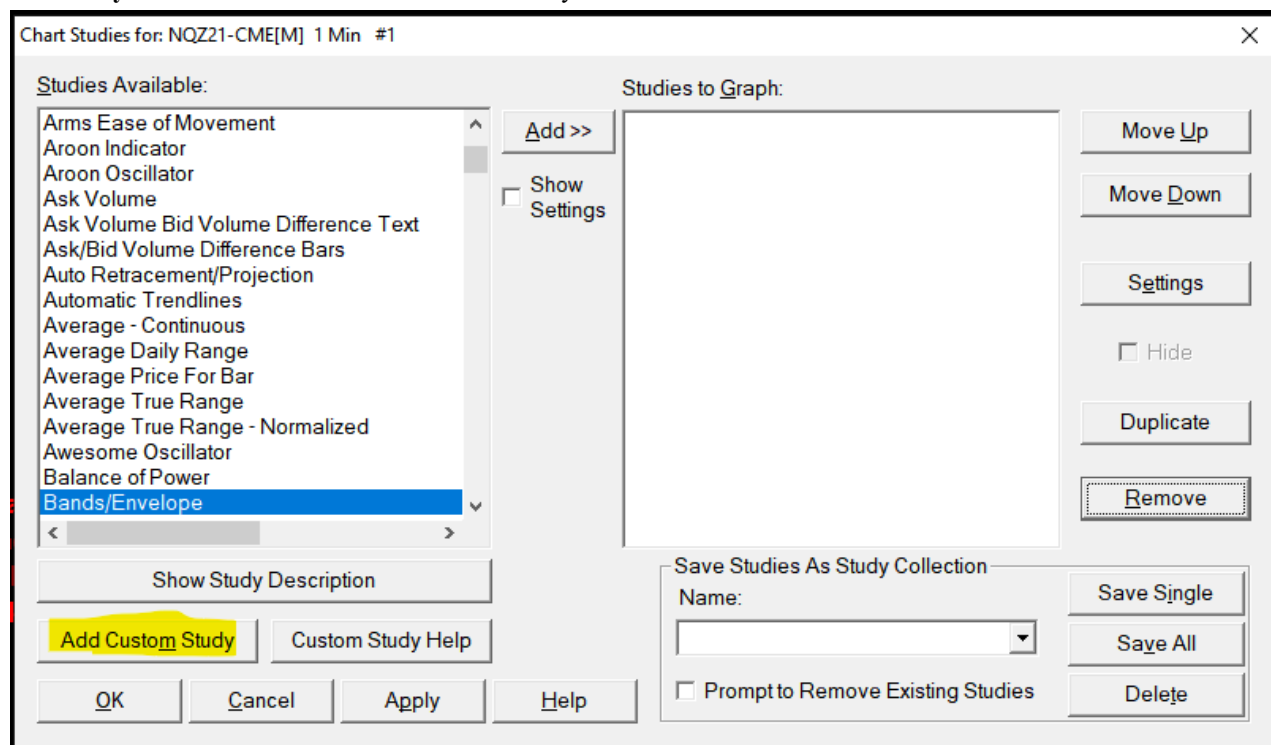 Chart Studies for: NQZ21-CME[M] 1 Min #1
Studies Available:
Arms Ease of Movement
Aroon Indicator
Aroon Oscillator
Ask Volume
Ask Volume Bid Volume Difference Text
Ask/Bid Volume Difference Bars
Auto Retracement/Projection
Automatic Trendlines
Average - Continuous
Average Daily Range
Average Price For Bar
Average True Range
Average True Range - Normalized
Awesome Oscillator
Balance of Power
Bands/Envelope
Add >>
Show
Settings
Studies to Graph:
Move Up
Move Down
Settings
Hide
Duplicate
Remove
Show Study Description
Add Custom Study
Custom Study Help
OK
Cancel
Apply
Help
Save Studies As Study Collection
Name:
Prompt to Remove Existing Studies
Save Single
Save All
Delete